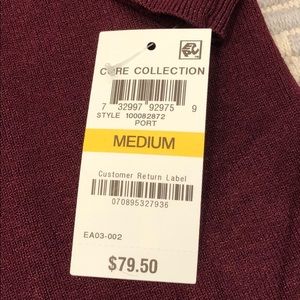 CORE COLLECTION
7 32997 92975 9
STYLE 100082872
PORT
MEDIUM
Customer Return Label
070895327936
EA03-002
$79.50